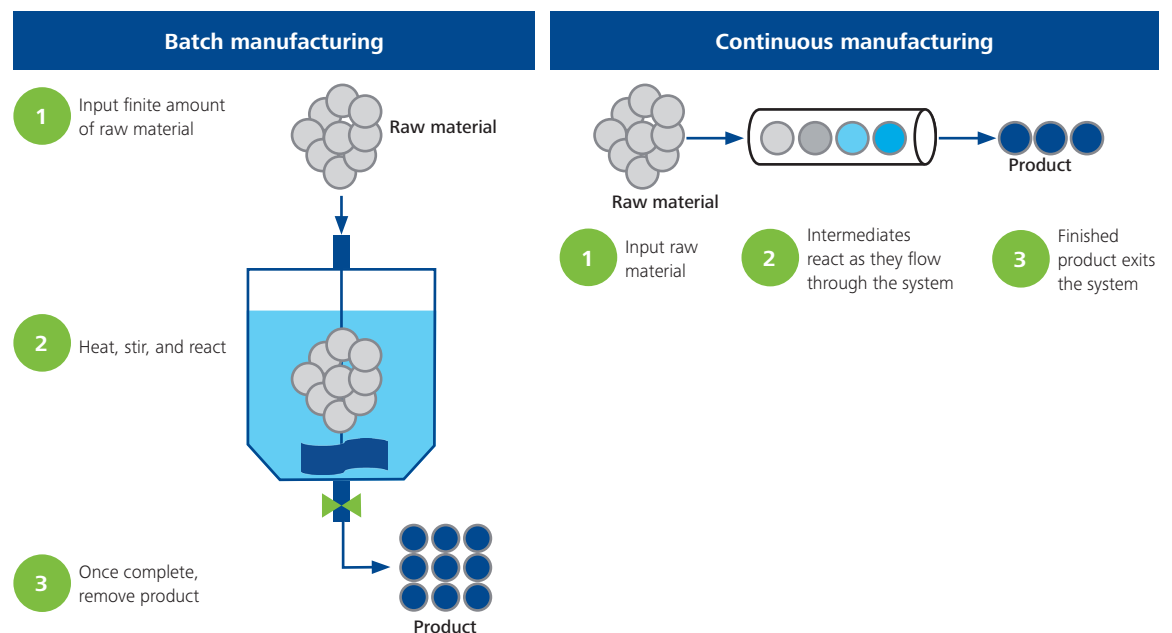 Batch manufacturing
1
Input finite amount
of raw material
Raw material
2
Heat, stir, and react
3
Once complete,
remove product
Product
Continuous manufacturing
Raw material
Product
1
Input raw
material
2
Intermediates
react as they flow
through the system
3
Finished
product exits
the system